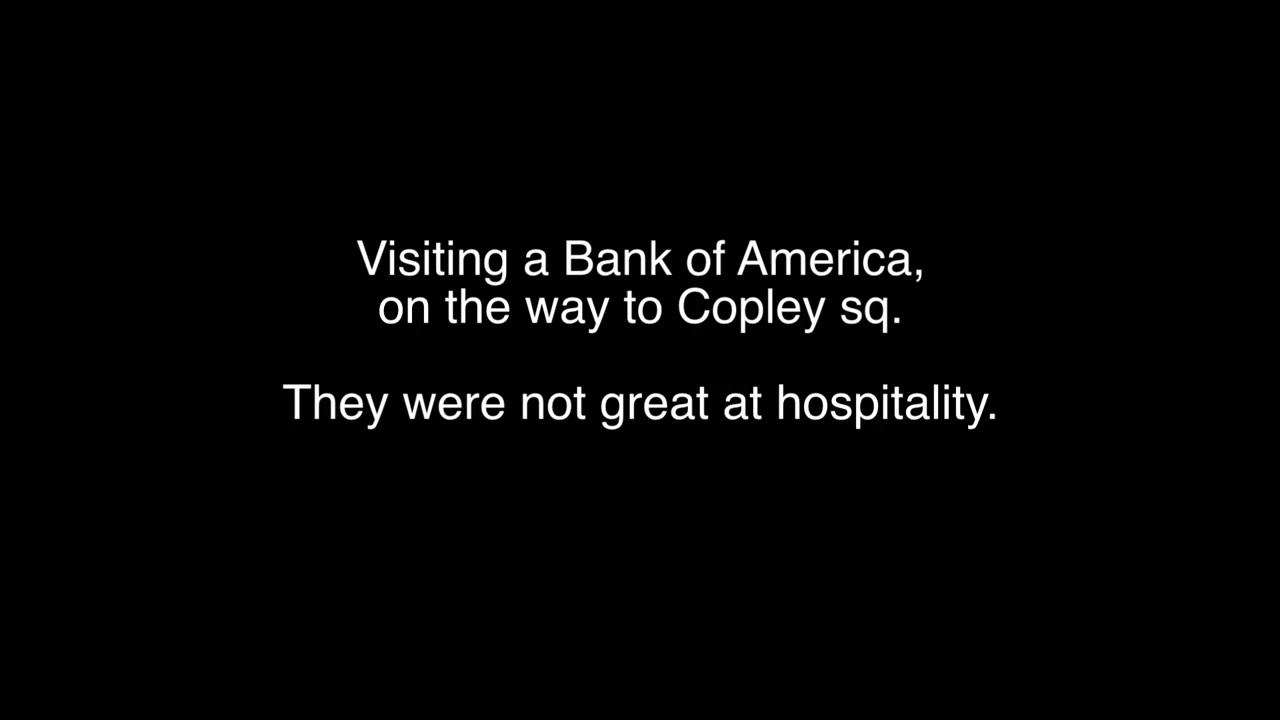 Visiting a Bank of America,
on the way to Copley sq.
They were not great at hospitality.